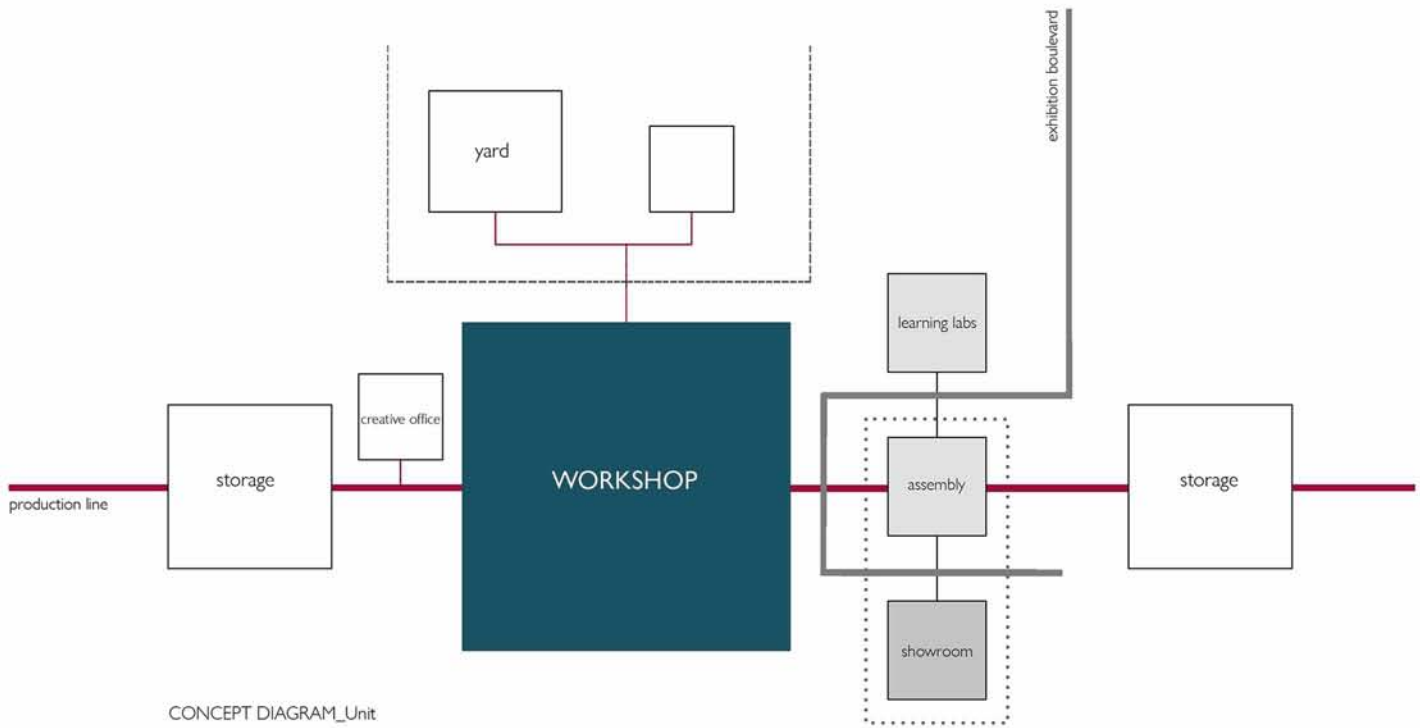 exhibition boulevard
yard
learning labs
creative office
storage
WORKSHOP
assembly
storage
production line
showroom
CONCEPT DIAGRAM_Unit